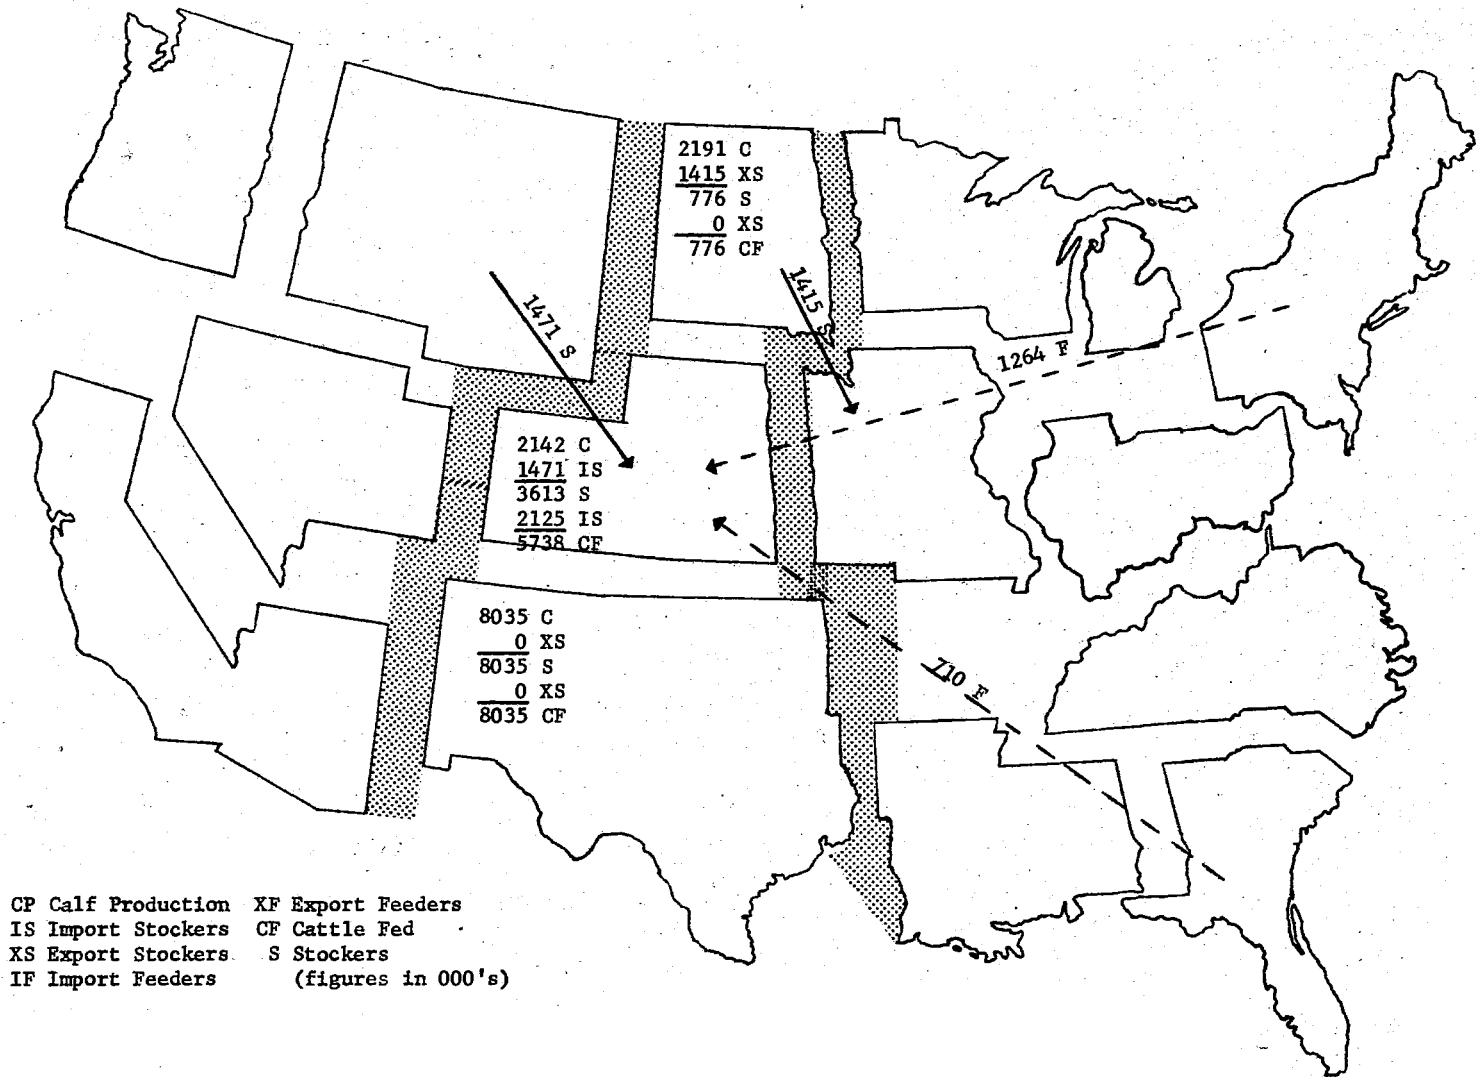 2191 C
1415 XS
776 S
0 XS
776 CF
1471 S
1415 S
1264 F
2142 C
1471 IS
3613 S
2125 IS
5738 CF
8035 C
0 XS
8035 S
0 XS
8035 CF
710 F
CP Calf Production XF Export Feeders
IS Import Stockers CF Cattle Fed
XS Export Stockers S Stockers
IF Import Feeders (figures in 000's)